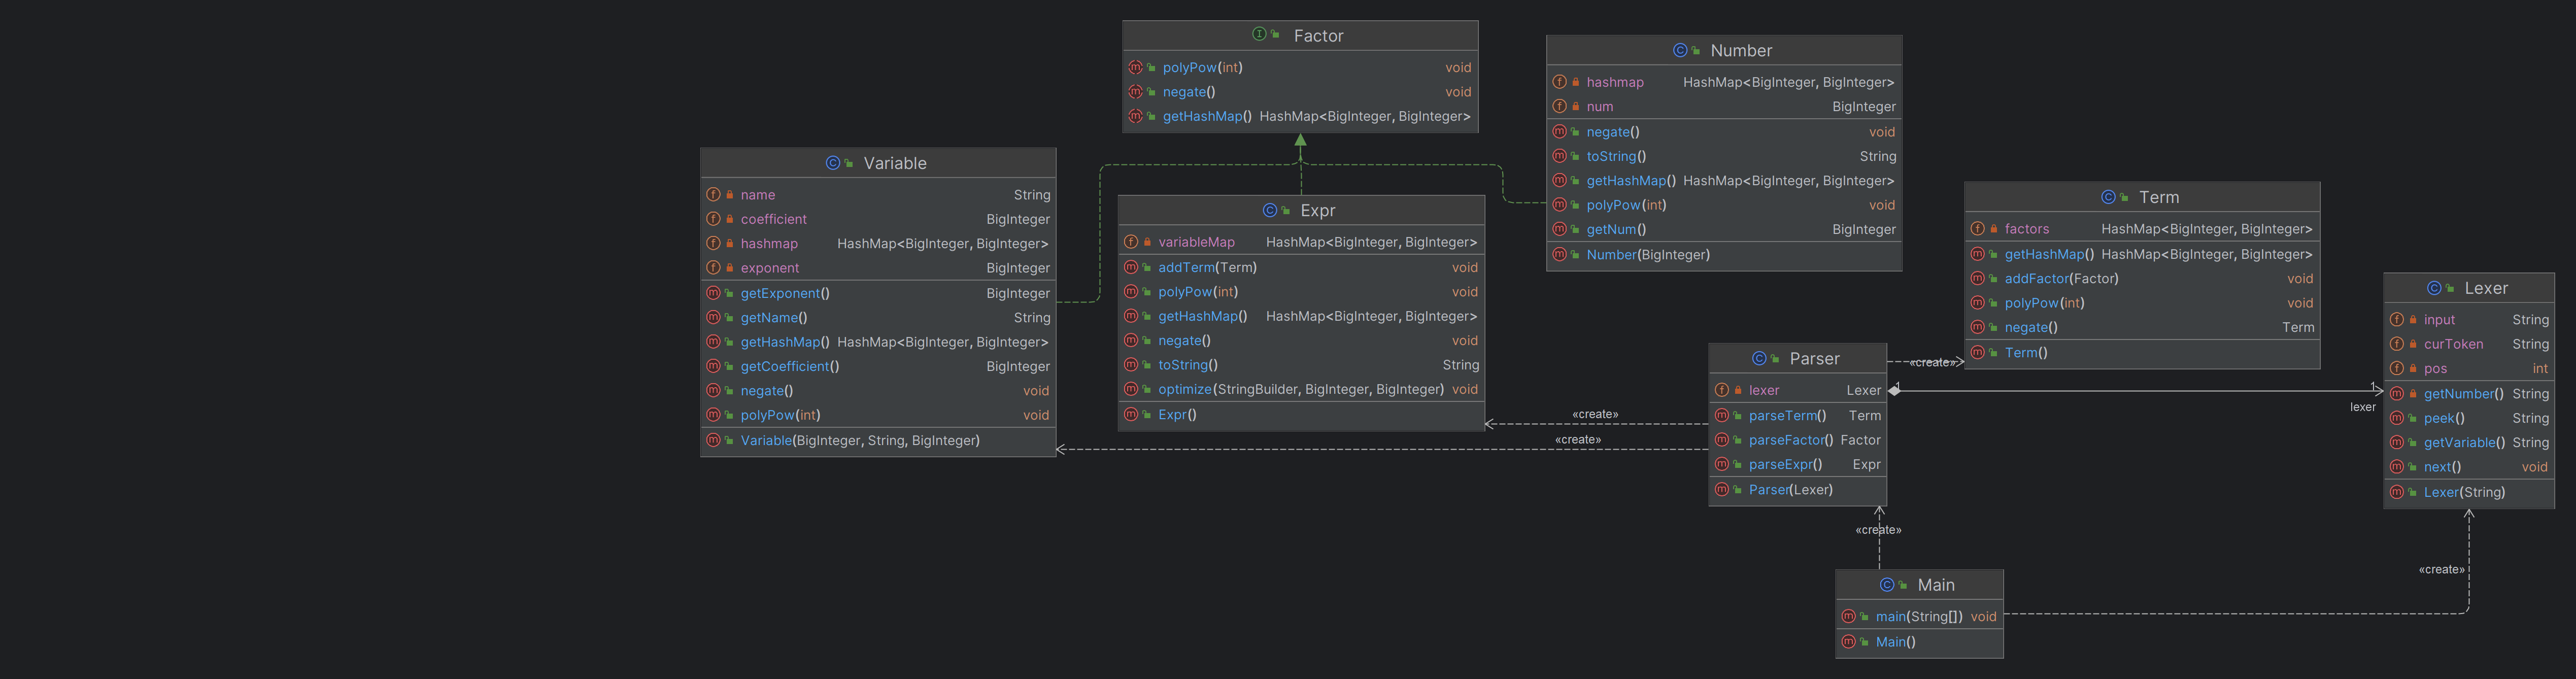 Factor
polyPow(int) void
negate() void
getHashMap() HashMap<BigInteger, BigInteger>
Number
hashmap HashMap<BigInteger, BigInteger>
num BigInteger
negate() void
toString() String
getHashMap() HashMap<BigInteger, BigInteger>
polyPow(int) void
getNum() BigInteger
Number(BigInteger)
Variable
name String
coefficient BigInteger
hashmap HashMap<BigInteger, BigInteger>
exponent BigInteger
getExponent() BigInteger
getName() String
getHashMap() HashMap<BigInteger, BigInteger>
getCoefficient() BigInteger
negate() void
polyPow(int) void
Variable(BigInteger, String, BigInteger)
Expr
variableMap HashMap<BigInteger, BigInteger>
addTerm(Term) void
polyPow(int) void
getHashMap() HashMap<BigInteger, BigInteger>
negate() void
toString() String
optimize(StringBuilder, BigInteger, BigInteger) void
Expr()
Term
factors HashMap<BigInteger, BigInteger>
getHashMap() HashMap<BigInteger, BigInteger>
addFactor(Factor) void
polyPow(int) void
negate() Term
Term()
Lexer
input String
curToken String
pos int
getNumber() String
peek() String
getVariable() String
next() void
Lexer(String)
Parser
lexer Lexer
parseTerm() Term
parseFactor() Factor
parseExpr() Expr
Parser(Lexer)
«create»
1
1
lexer
«create»
«create»
«create»
«create»
Main
main(String[]) void
Main()